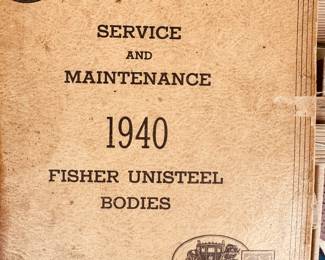 SERVICE
AND
MAINTENANCE
1940
FISHER UNISTEEL
BODIES